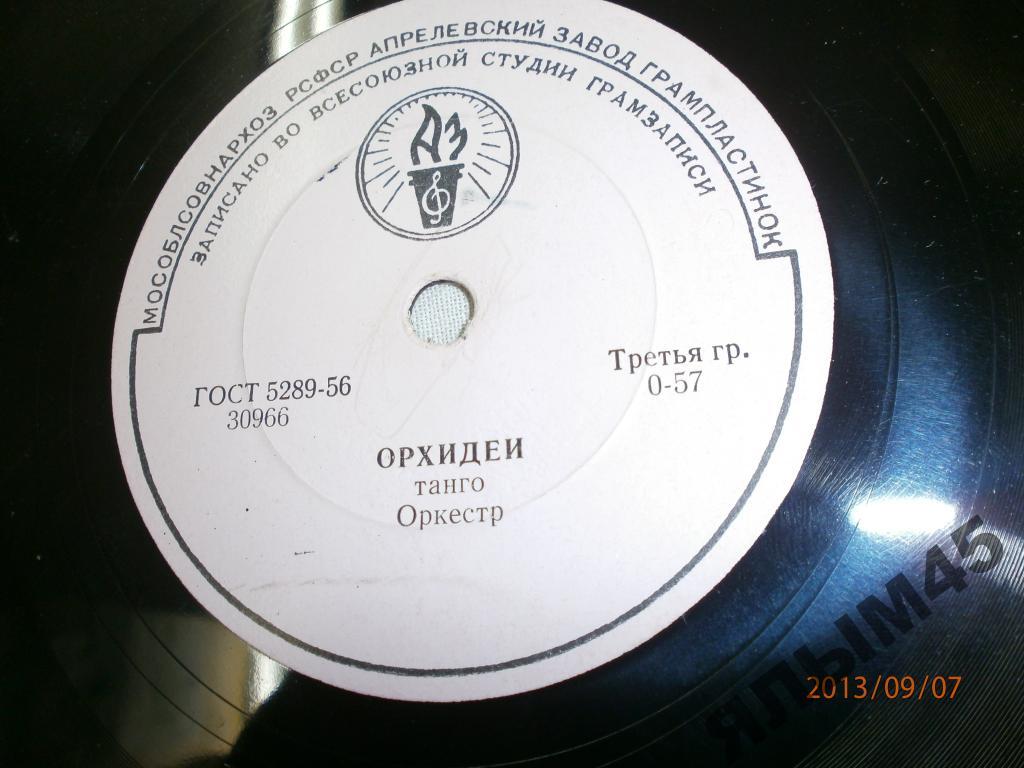 МОСОБЛСОВНАРХОЗ РСФСР АПРЕЛЕВСКИЙ ЗАВОД ГРАМПЛАСТИНОК
ЗАПИСАНО ВО ВСЕСОЮЗНОЙ СТУДИИ ГРАМЗАПИСИ
АЗ
ГОСТ 5289-56
30966
Третья гр.
0-57
ОРХИДЕИ
танго
Оркестр
ЯЛЫМ45
2013/09/07